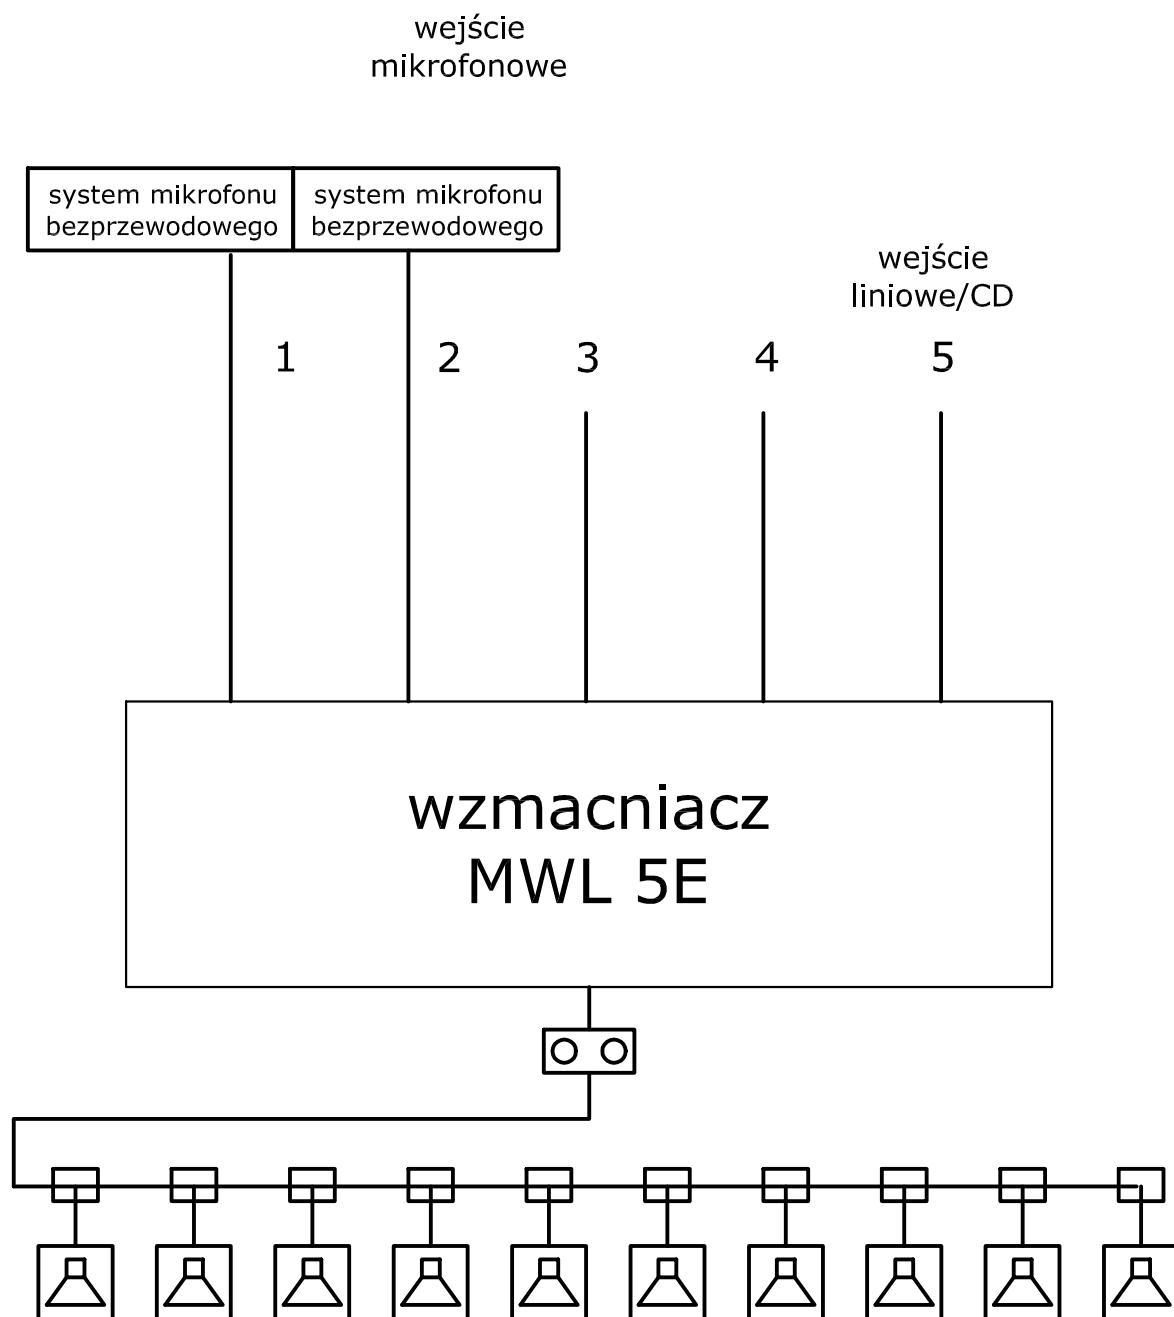 wejście
mikrofonowe
system mikrofonu
bezprzewodowego
system mikrofonu
bezprzewodowego
wejście
liniowe/CD
1 2 3 4 5
wzmacniacz
MWL 5E